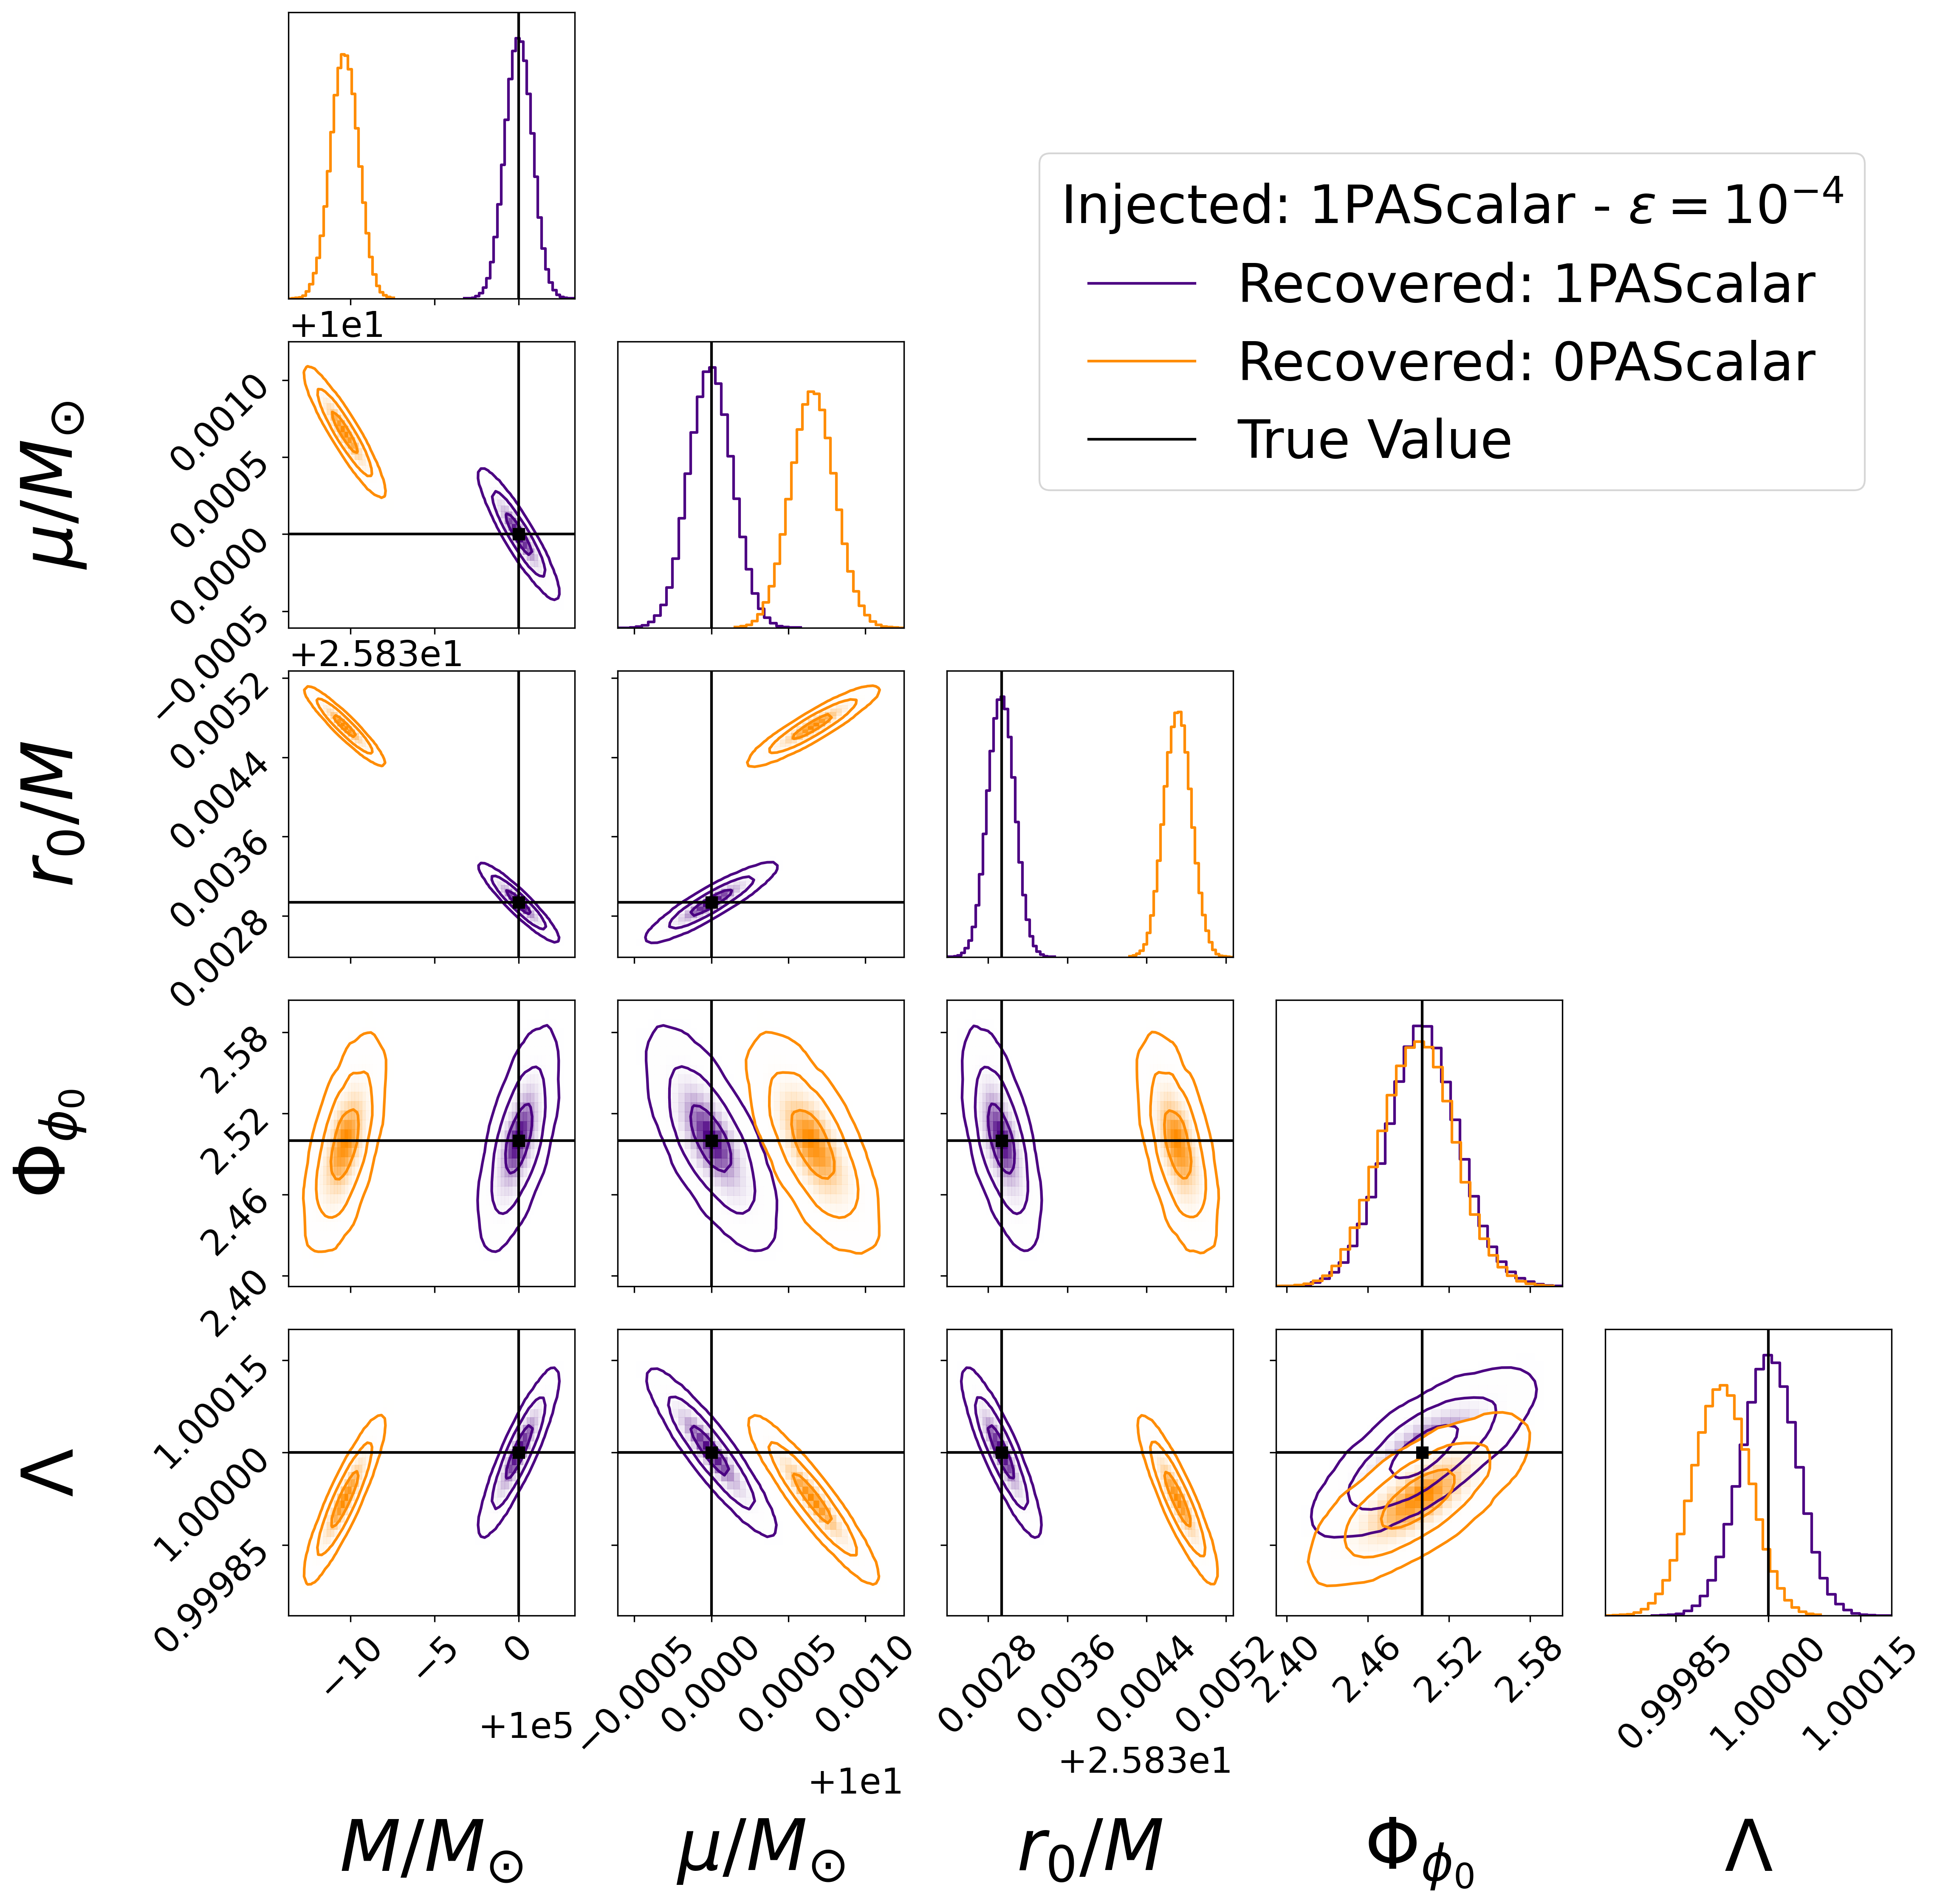 Injected: 1PAScalar - ε = 10⁻⁴
Recovered: 1PAScalar
Recovered: 0PAScalar
True Value
+1e1
μ/M⊙
0.0010
0.0005
0.0000
−0.0005
+2.583e1
r₀/M
0.0052
0.0044
0.0036
0.0028
Φ_ϕ₀
2.58
2.52
2.46
2.40
Λ
1.00015
1.00000
0.99985
−10 −5 0
+1e5
−0.0005 0.0000 0.0005 0.0010
+1e1
0.0028 0.0036 0.0044 0.0052
+2.583e1
2.40 2.46 2.52 2.58
0.99985 1.00000 1.00015
M/M⊙ μ/M⊙ r₀/M Φ_ϕ₀ Λ